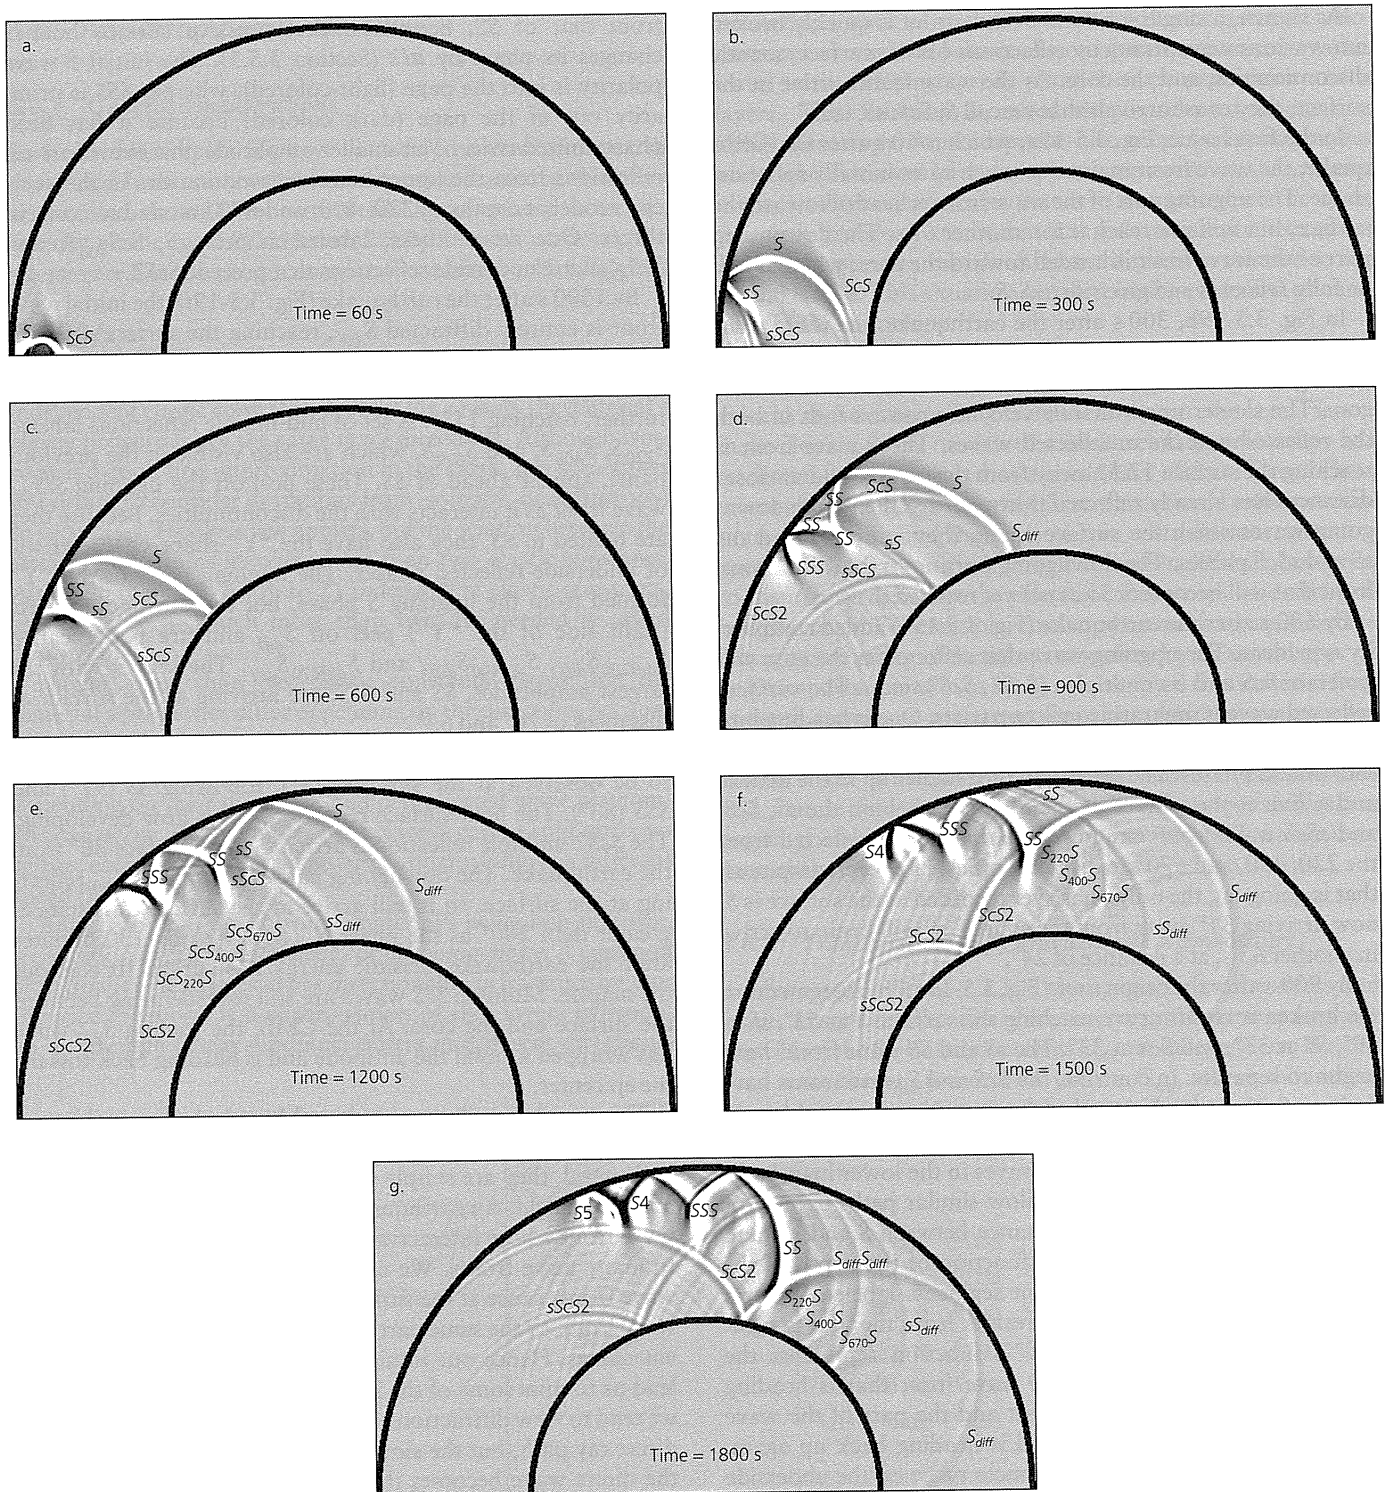 a.
S
ScS
Time = 60 s
b.
S
sS
ScS
sScS
Time = 300 s
c.
S
SS
sS
ScS
sScS
Time = 600 s
d.
ScS
S
SS
SS
SS
sS
Sdiff
SSS
sScS
ScS2
Time = 900 s
e.
S
sS
SS
SSS
sScS
Sdiff
sSdiff
ScS670S
ScS400S
ScS220S
ScS2
sScS2
Time = 1200 s
f.
sS
SSS
SS
S4
S220S
S400S
S670S
Sdiff
ScS2
sSdiff
ScS2
sScS2
Time = 1500 s
g.
S5
S4
SSS
SS
SdiffSdiff
ScS2
S220S
sScS2
S400S
sSdiff
S670S
Sdiff
Time = 1800 s